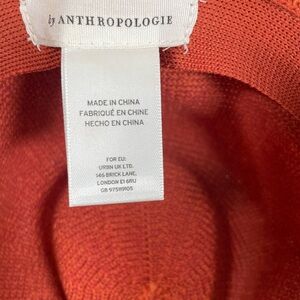 by ANTHROPOLOGIE
MADE IN CHINA
FABRIQUÉ EN CHINE
HECHO EN CHINA
FOR EU:
URBN UK LTD.
146 BRICK LANE,
LONDON E1 6RU
GB 975119105